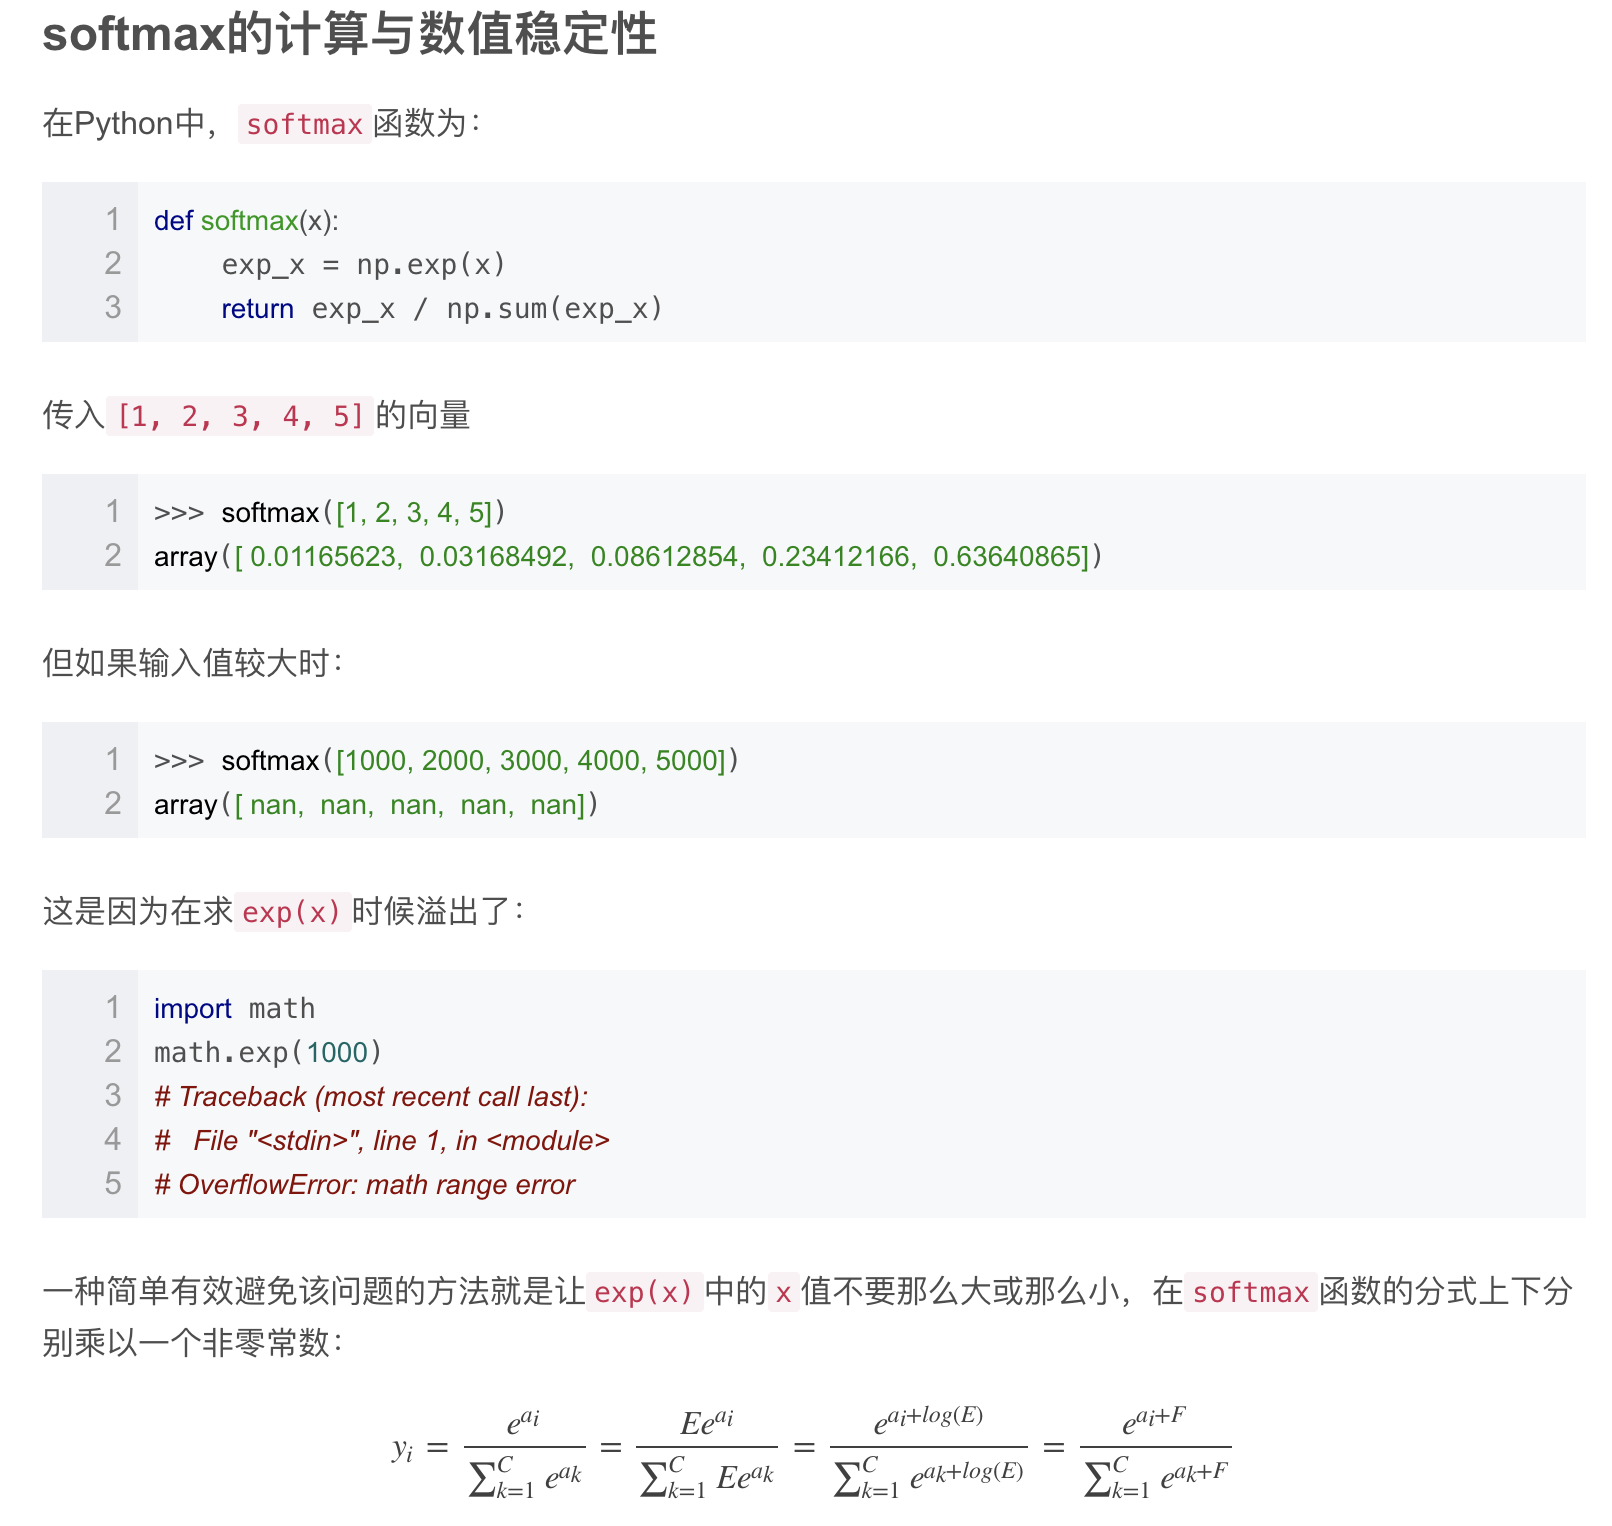 softmax的计算与数值稳定性
在Python中，softmax函数为：
1 def softmax(x):
2     exp_x = np.exp(x)
3     return exp_x / np.sum(exp_x)
传入[1, 2, 3, 4, 5]的向量
1 >>> softmax([1, 2, 3, 4, 5])
2 array([ 0.01165623,  0.03168492,  0.08612854,  0.23412166,  0.63640865])
但如果输入值较大时：
1 >>> softmax([1000, 2000, 3000, 4000, 5000])
2 array([ nan,  nan,  nan,  nan,  nan])
这是因为在求exp(x)时候溢出了：
1 import math
2 math.exp(1000)
3 # Traceback (most recent call last):
4 #   File "<stdin>", line 1, in <module>
5 # OverflowError: math range error
一种简单有效避免该问题的方法就是让exp(x)中的x值不要那么大或那么小，在softmax函数的分式上下分
别乘以一个非零常数：
y_i = \frac{e^{a_i}}{\sum_{k=1}^{C} e^{a_k}} = \frac{Ee^{a_i}}{\sum_{k=1}^{C} Ee^{a_k}} = \frac{e^{a_i+log(E)}}{\sum_{k=1}^{C} e^{a_k+log(E)}} = \frac{e^{a_i+F}}{\sum_{k=1}^{C} e^{a_k+F}}